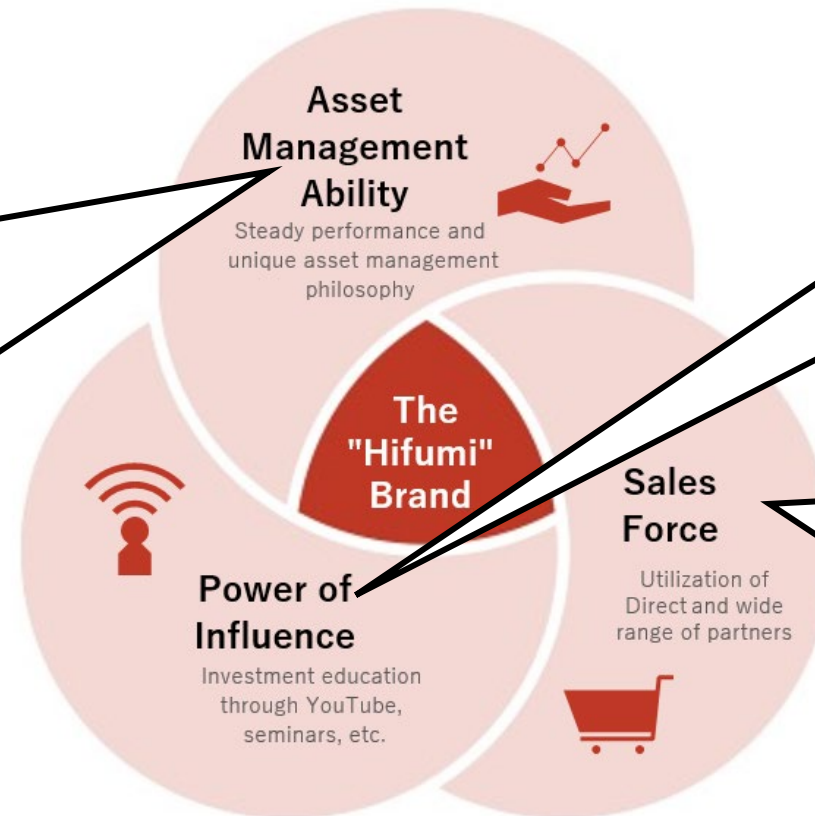 Asset
Management
Ability
Steady performance and
unique asset management
philosophy
The
"Hifumi"
Brand
Sales
Force
Utilization of
Direct and wide
range of partners
Power of
Influence
Investment education
through YouTube,
seminars, etc.